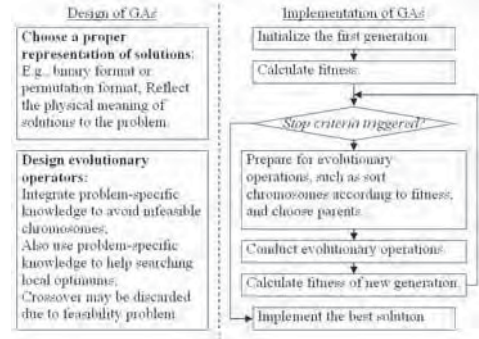 Design of GAs
Choose a proper
representation of solutions:
E.g., binary format or
permutation format, Reflect
the physical meaning of
solutions to the problem.
Design evolutionary
operators:
Integrate problem-specific
knowledge to avoid infeasible
chromosomes;
Also use problem-specific
knowledge to help searching
local optimums;
Crossover may be discarded
due to feasibility problem
Implementation of GAs
Initialize the first generation
Calculate fitness.
Stop criteria triggered?
Prepare for evolutionary
operations, such as sort
chromosomes according to fitness,
and choose parents.
Conduct evolutionary operations.
Calculate fitness of new generation.
Implement the best solution